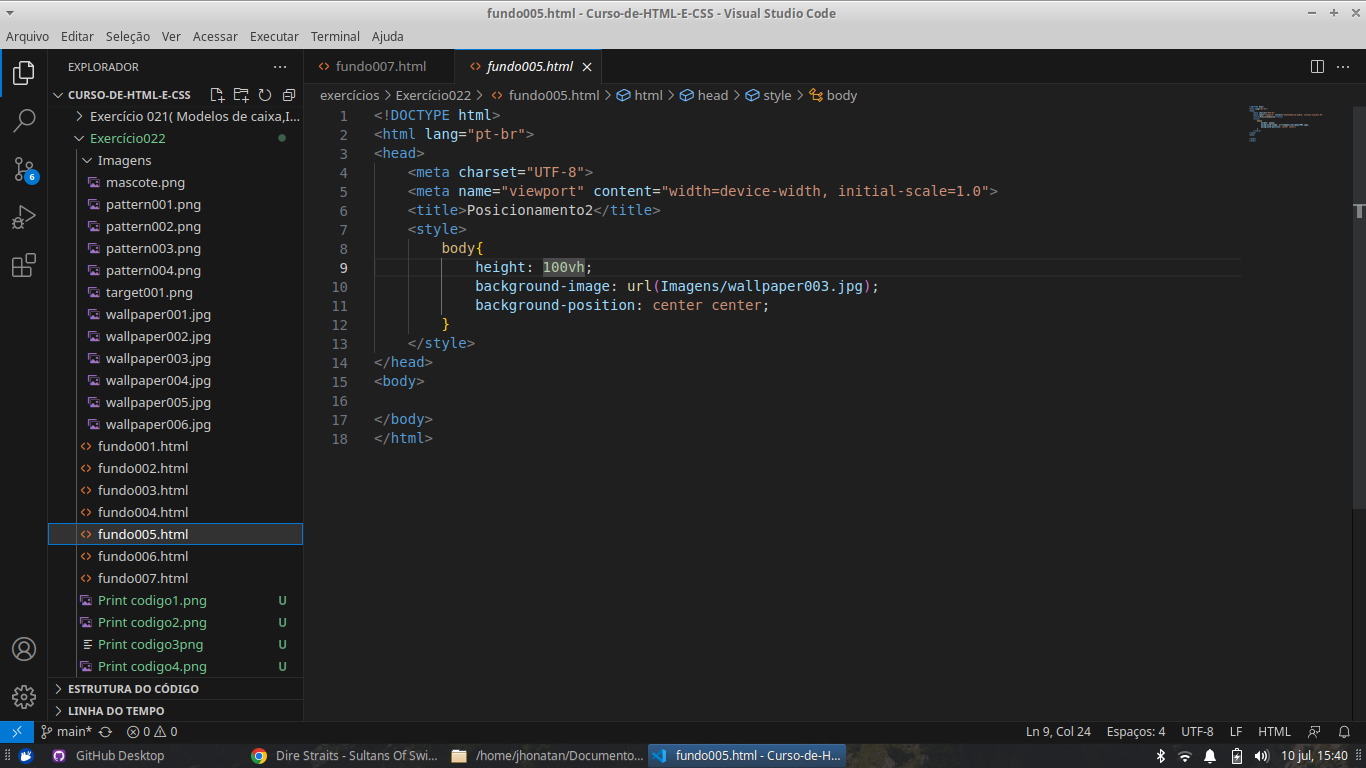 fundo005.html - Curso-de-HTML-E-CSS - Visual Studio Code
Arquivo Editar Seleção Ver Acessar Executar Terminal Ajuda
EXPLORADOR
CURSO-DE-HTML-E-CSS
Exercício 021( Modelos de caixa,I...
Exercício022
Imagens
mascote.png
pattern001.png
pattern002.png
pattern003.png
pattern004.png
target001.png
wallpaper001.jpg
wallpaper002.jpg
wallpaper003.jpg
wallpaper004.jpg
wallpaper005.jpg
wallpaper006.jpg
fundo001.html
fundo002.html
fundo003.html
fundo004.html
fundo005.html
fundo006.html
fundo007.html
Print codigo1.png U
Print codigo2.png U
Print codigo3png U
Print codigo4.png U
ESTRUTURA DO CÓDIGO
LINHA DO TEMPO
6
fundo007.html fundo005.html
exercícios > Exercício022 > fundo005.html > html > head > style > body
1 <!DOCTYPE html>
2 <html lang="pt-br">
3 <head>
4 <meta charset="UTF-8">
5 <meta name="viewport" content="width=device-width, initial-scale=1.0">
6 <title>Posicionamento2</title>
7 <style>
8 body{
9 height: 100vh;
10 background-image: url(Imagens/wallpaper003.jpg);
11 background-position: center center;
12 }
13 </style>
14 </head>
15 <body>
16
17 </body>
18 </html>
main* 0 0 Ln 9, Col 24 Espaços: 4 UTF-8 LF HTML
GitHub Desktop Dire Straits - Sultans Of Swi... /home/jhonatan/Documento... fundo005.html - Curso-de-H... 10 jul, 15:40